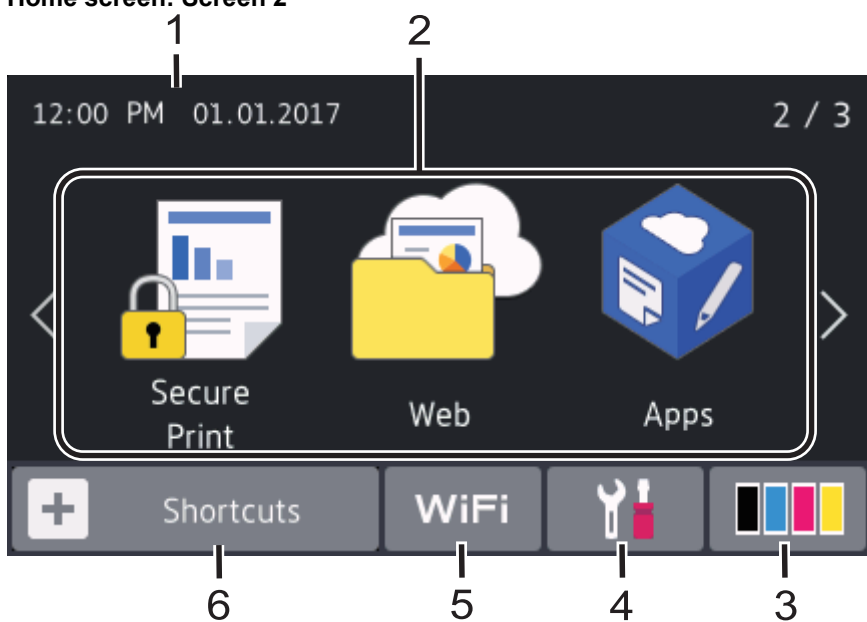 Home screen: Screen 2
1 2
12:00 PM 01.01.2017 2 / 3
Secure
Print
Web
Apps
Shortcuts WiFi
6 5 4 3